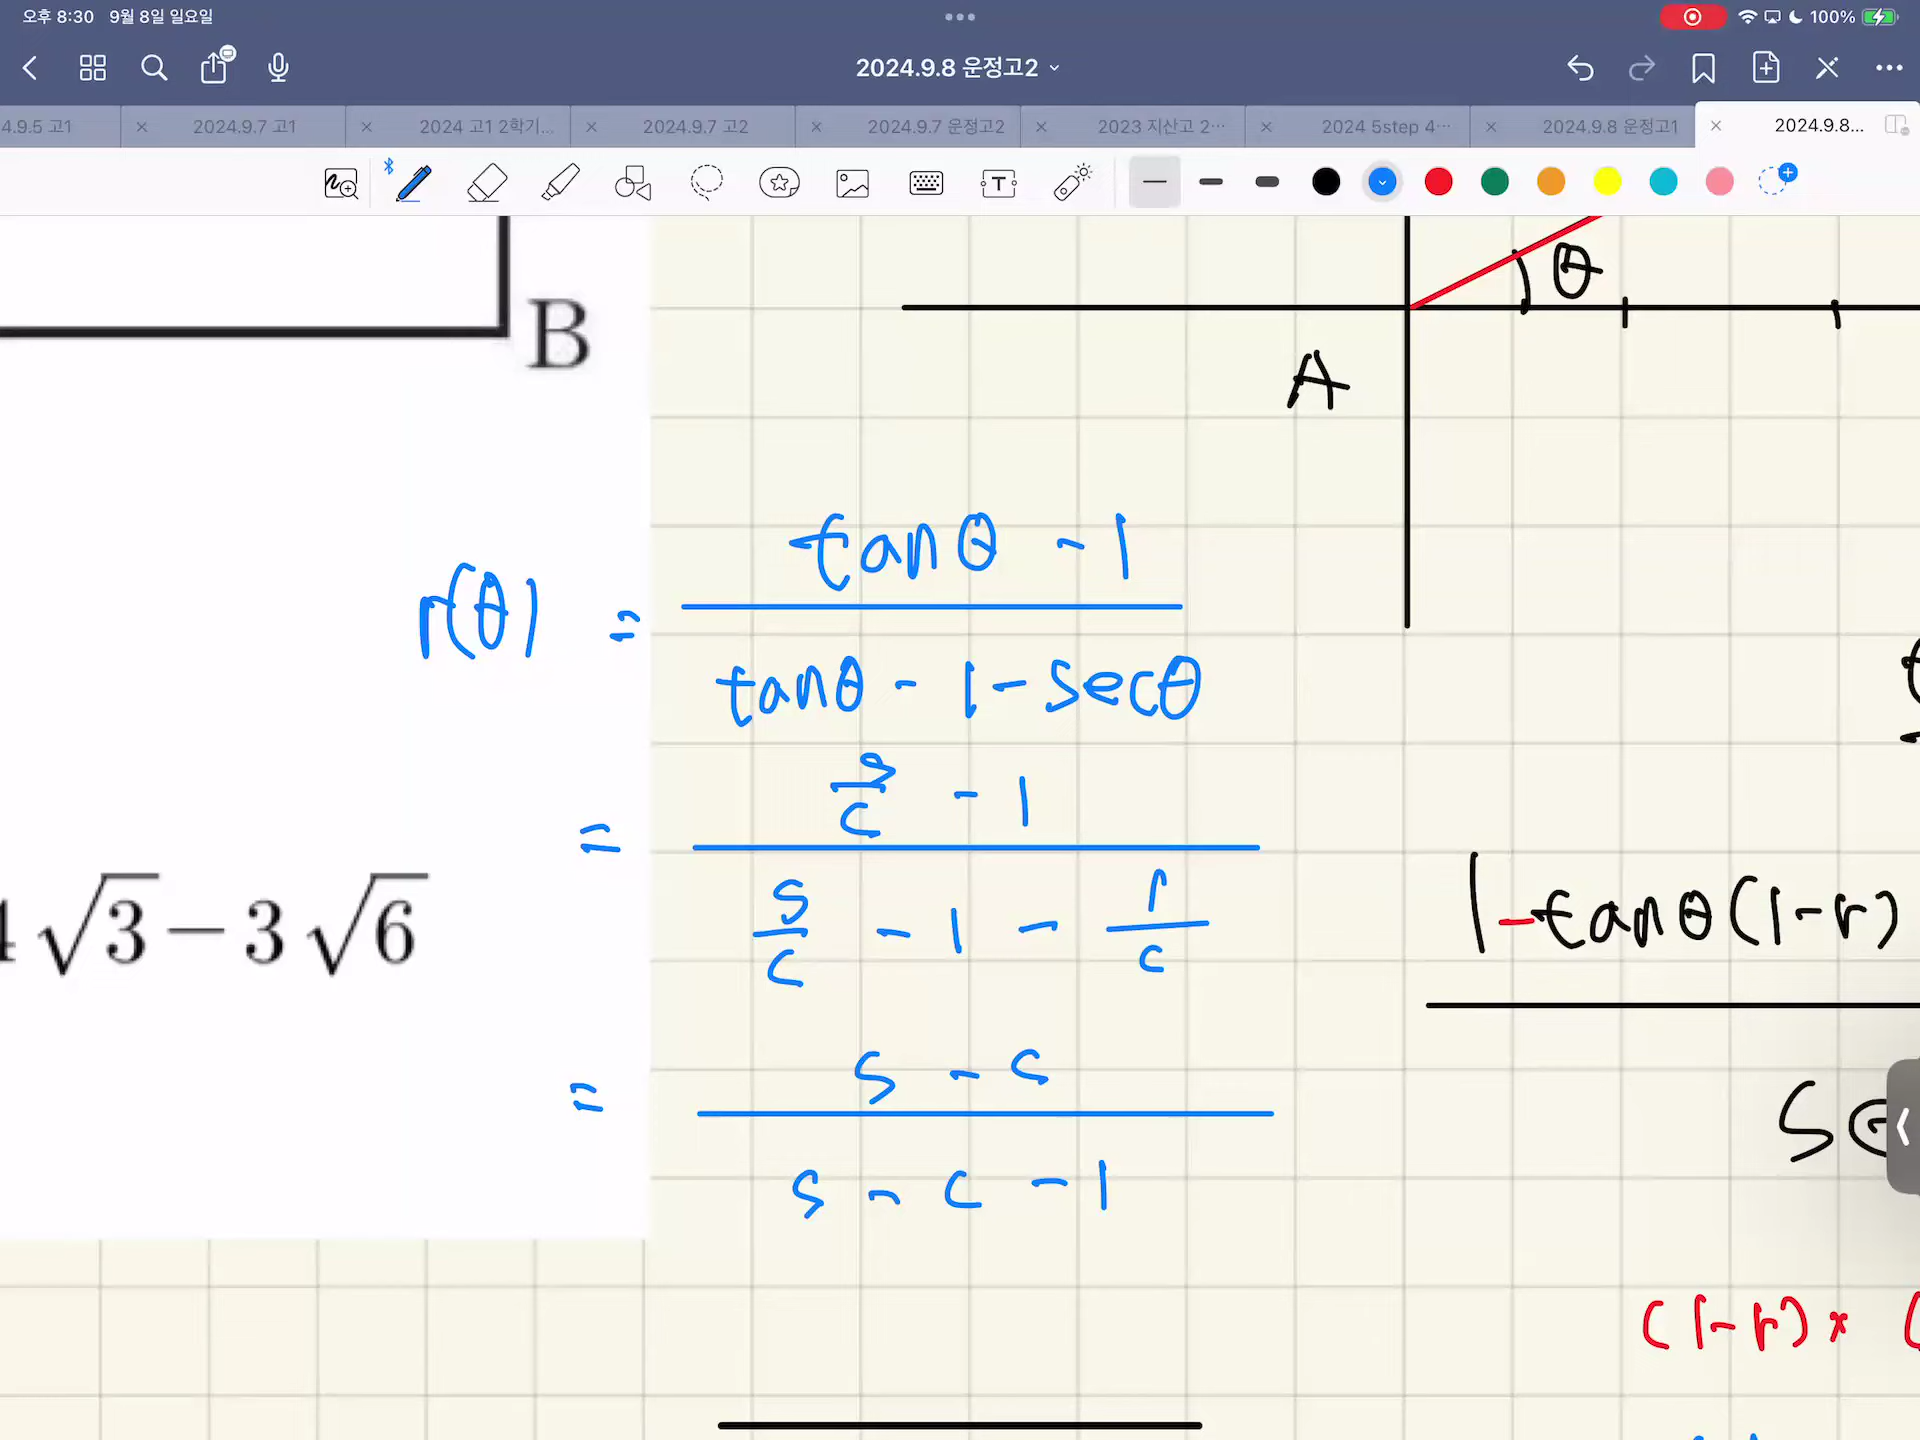 오후 8:30 9월 8일 일요일
100%
2024.9.8 운정고2
4.9.5 고1
2024.9.7 고1
2024 고1 2학기...
2024.9.7 고2
2024.9.7 운정고2
2023 지산고 2...
2024 5step 4...
2024.9.8 운정고1
2024.9.8...
θ
B
A
r(θ) = (tanθ - 1) / (tanθ - 1 - secθ)
= (s/c - 1) / (s/c - 1 - 1/c)
1-tanθ(1-r)
√3 - 3√6
= (s - c) / (s - c - 1)
(1-r)×